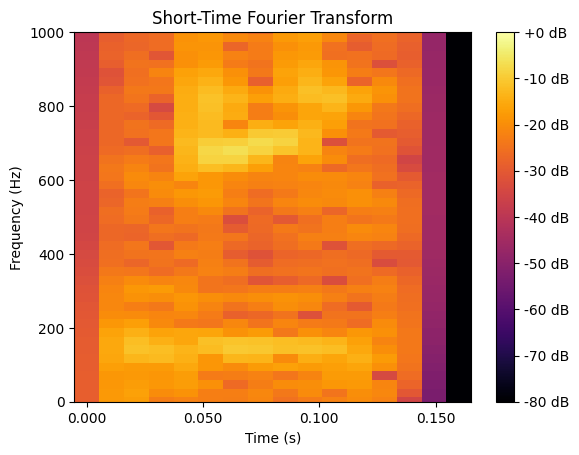 Short-Time Fourier Transform
1000
800
600
400
200
0
Frequency (Hz)
0.000
0.050
0.100
0.150
Time (s)
+0 dB
-10 dB
-20 dB
-30 dB
-40 dB
-50 dB
-60 dB
-70 dB
-80 dB